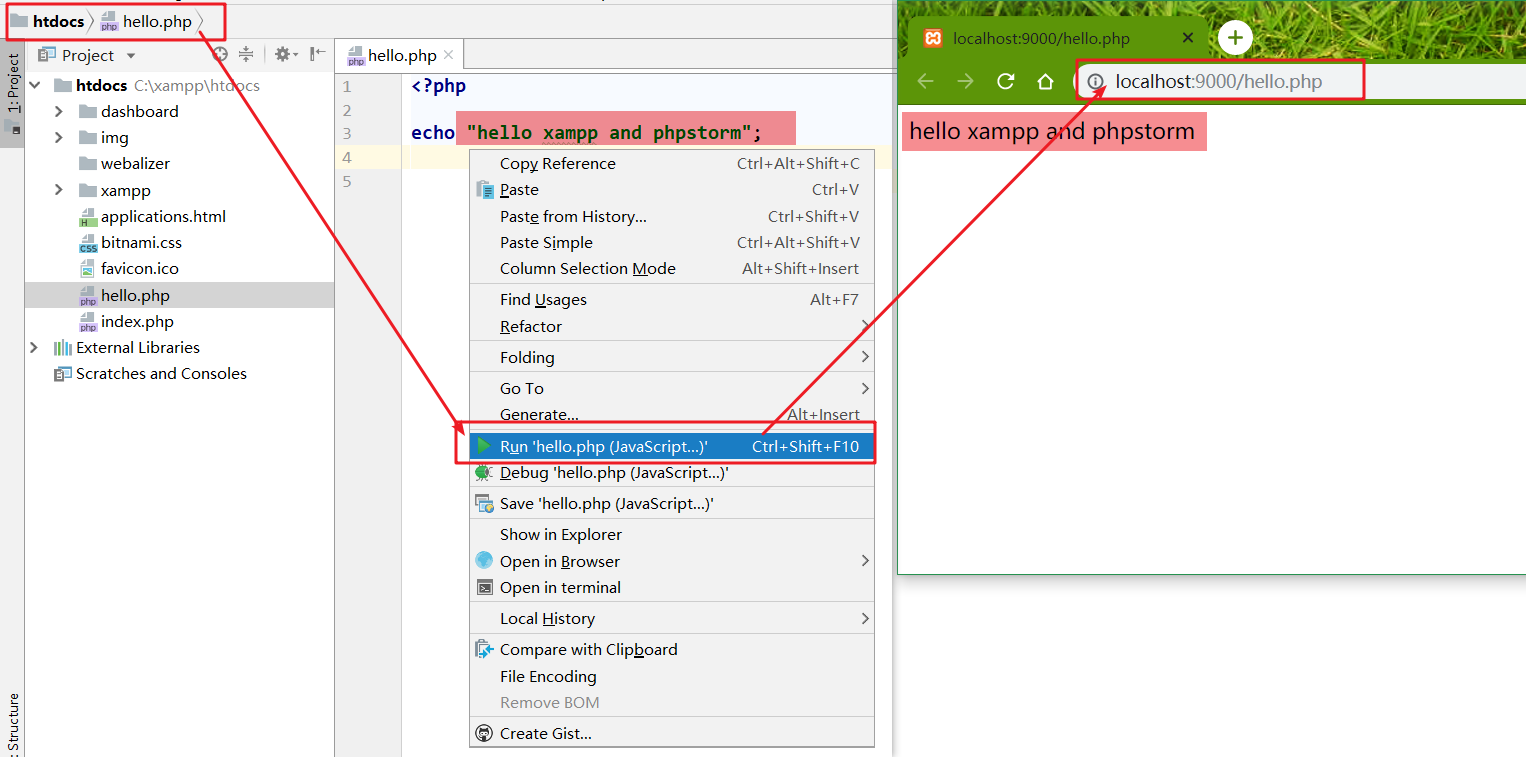 htdocs hello.php
Project
hello.php
localhost:9000/hello.php
1: Project
htdocs C:\xampp\htdocs
dashboard
img
webalizer
xampp
applications.html
bitnami.css
favicon.ico
hello.php
index.php
External Libraries
Scratches and Consoles
Structure
1 <?php
2
3 echo "hello xampp and phpstorm";
4
5
Copy Reference Ctrl+Alt+Shift+C
Paste Ctrl+V
Paste from History... Ctrl+Shift+V
Paste Simple Ctrl+Alt+Shift+V
Column Selection Mode Alt+Shift+Insert
Find Usages Alt+F7
Refactor
Folding
Go To
Generate... Alt+Insert
Run 'hello.php (JavaScript...)' Ctrl+Shift+F10
Debug 'hello.php (JavaScript...)'
Save 'hello.php (JavaScript...)'
Show in Explorer
Open in Browser
Open in terminal
Local History
Compare with Clipboard
File Encoding
Remove BOM
Create Gist...
localhost:9000/hello.php
hello xampp and phpstorm